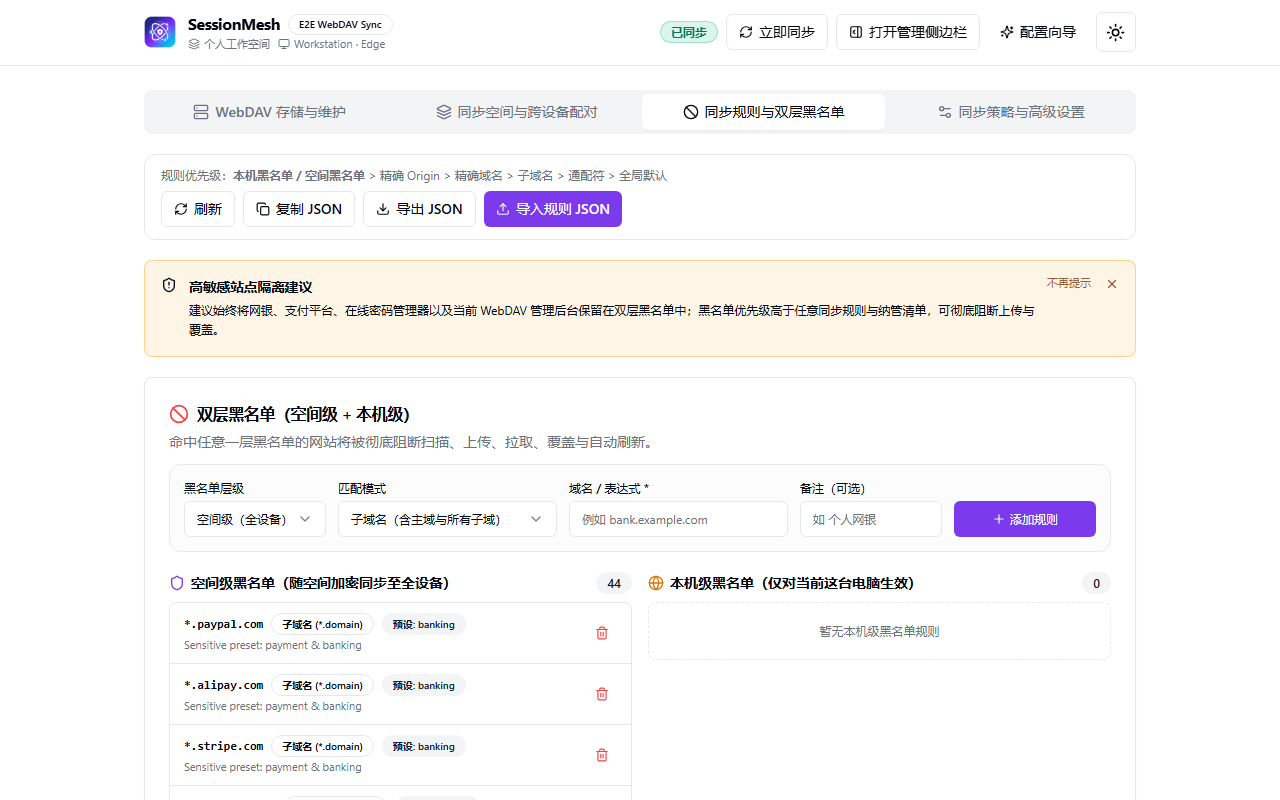 SessionMesh
E2E WebDAV Sync
个人工作空间
Workstation · Edge
已同步
立即同步
打开管理侧边栏
配置向导
WebDAV 存储与维护
同步空间与跨设备配对
同步规则与双层黑名单
同步策略与高级设置
规则优先级：本机黑名单 / 空间黑名单 > 精确 Origin > 精确域名 > 子域名 > 通配符 > 全局默认
刷新
复制 JSON
导出 JSON
导入规则 JSON
高敏感站点隔离建议
不再提示
建议始终将网银、支付平台、在线密码管理器以及当前 WebDAV 管理后台保留在双层黑名单中；黑名单优先级高于任意同步规则与纳管清单，可彻底阻断上传与
覆盖。
双层黑名单（空间级 + 本机级）
命中任意一层黑名单的网站将被彻底阻断扫描、上传、拉取、覆盖与自动刷新。
黑名单层级
匹配模式
域名 / 表达式 *
备注（可选）
空间级（全设备）
子域名（含主域与所有子域）
例如 bank.example.com
如 个人网银
添加规则
空间级黑名单（随空间加密同步至全设备）
44
本机级黑名单（仅对当前这台电脑生效）
0
*.paypal.com
子域名 (*.domain)
预设: banking
Sensitive preset: payment & banking
暂无本机级黑名单规则
*.alipay.com
子域名 (*.domain)
预设: banking
Sensitive preset: payment & banking
*.stripe.com
子域名 (*.domain)
预设: banking
Sensitive preset: payment & banking